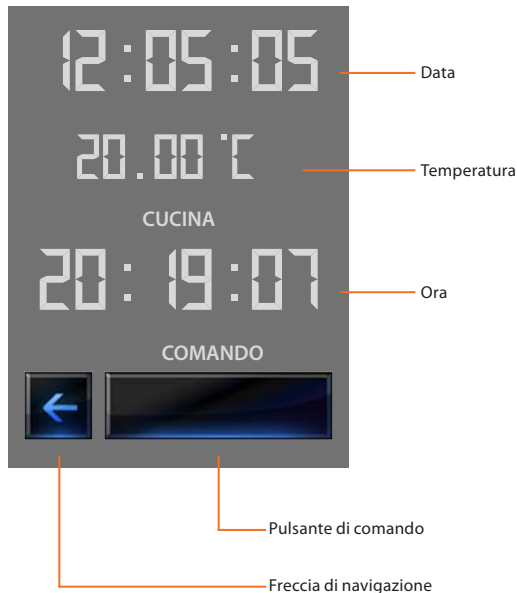 12:05:05
Data
20.00 °C
Temperatura
CUCINA
20:19:07
Ora
COMANDO
Pulsante di comando
Freccia di navigazione